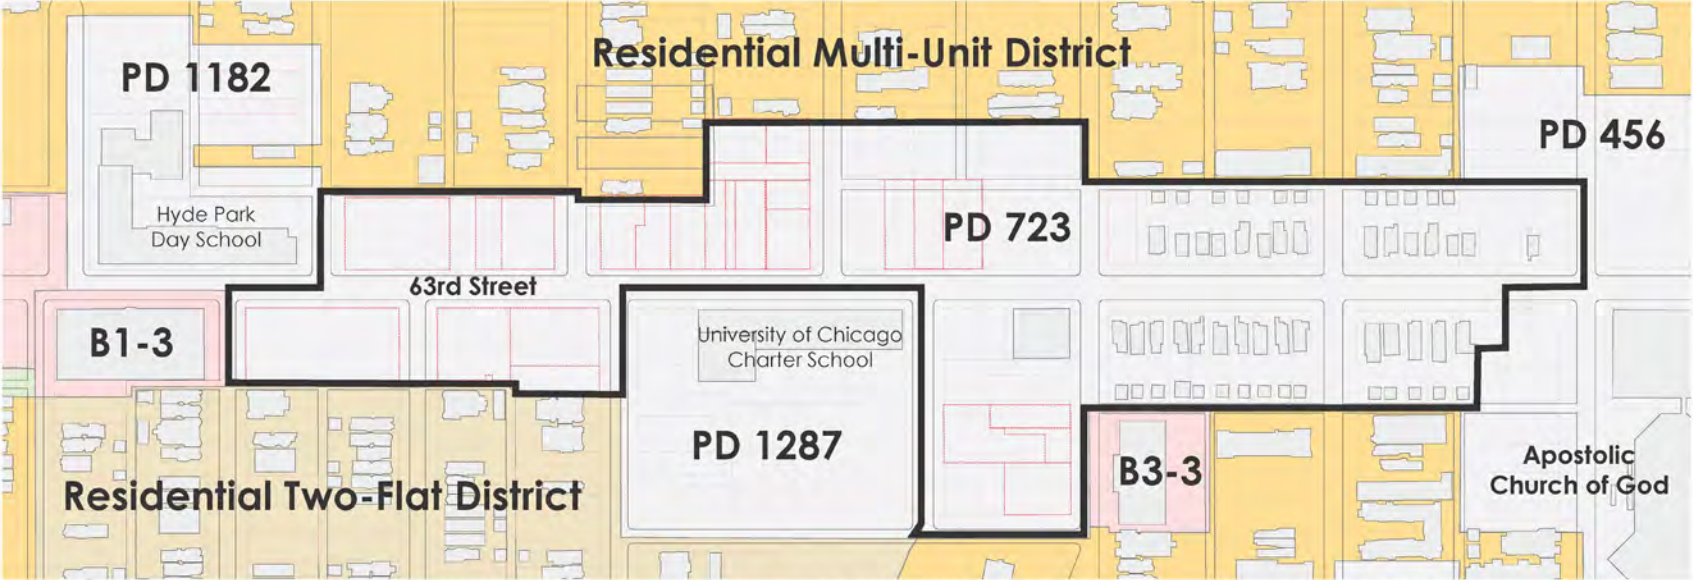 Residential Multi-Unit District
PD 1182
PD 456
Hyde Park
Day School
PD 723
63rd Street
B1-3
University of Chicago
Charter School
PD 1287
Residential Two-Flat District
B3-3
Apostolic
Church of God